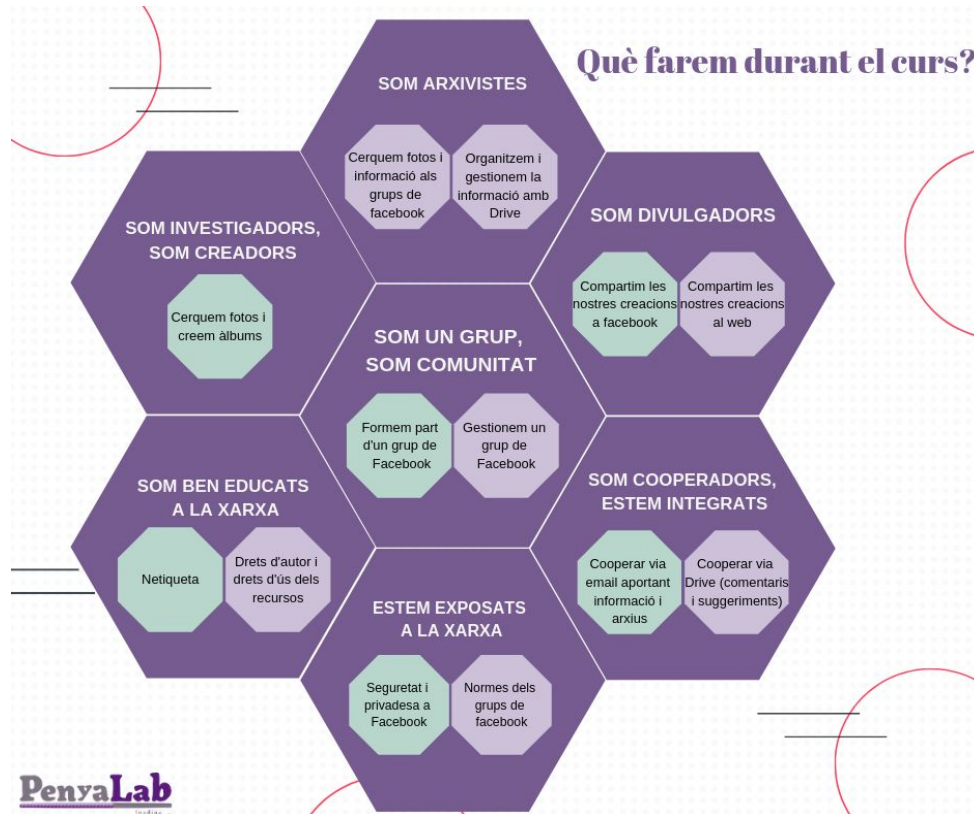 Què farem durant el curs?
SOM ARXIVISTES
Cerquem fotos i
informació als
grups de
facebook
Organitzem i
gestionem la
informació amb
Drive
SOM INVESTIGADORS,
SOM CREADORS
Cerquem fotos i
creem àlbums
SOM DIVULGADORS
Compartim les
nostres creacions
a facebook
Compartim les
nostres creacions
al web
SOM UN GRUP,
SOM COMUNITAT
Formem part
d'un grup de
Facebook
Gestionem un
grup de
Facebook
SOM BEN EDUCATS
A LA XARXA
Netiqueta
Drets d'autor i
drets d'ús dels
recursos
SOM COOPERADORS,
ESTEM INTEGRATS
Cooperar via
email aportant
informació i
arxius
Cooperar via
Drive (comentaris
i suggeriments)
ESTEM EXPOSATS
A LA XARXA
Seguretat i
privadesa a
Facebook
Normes dels
grups de
facebook
PenyaLab